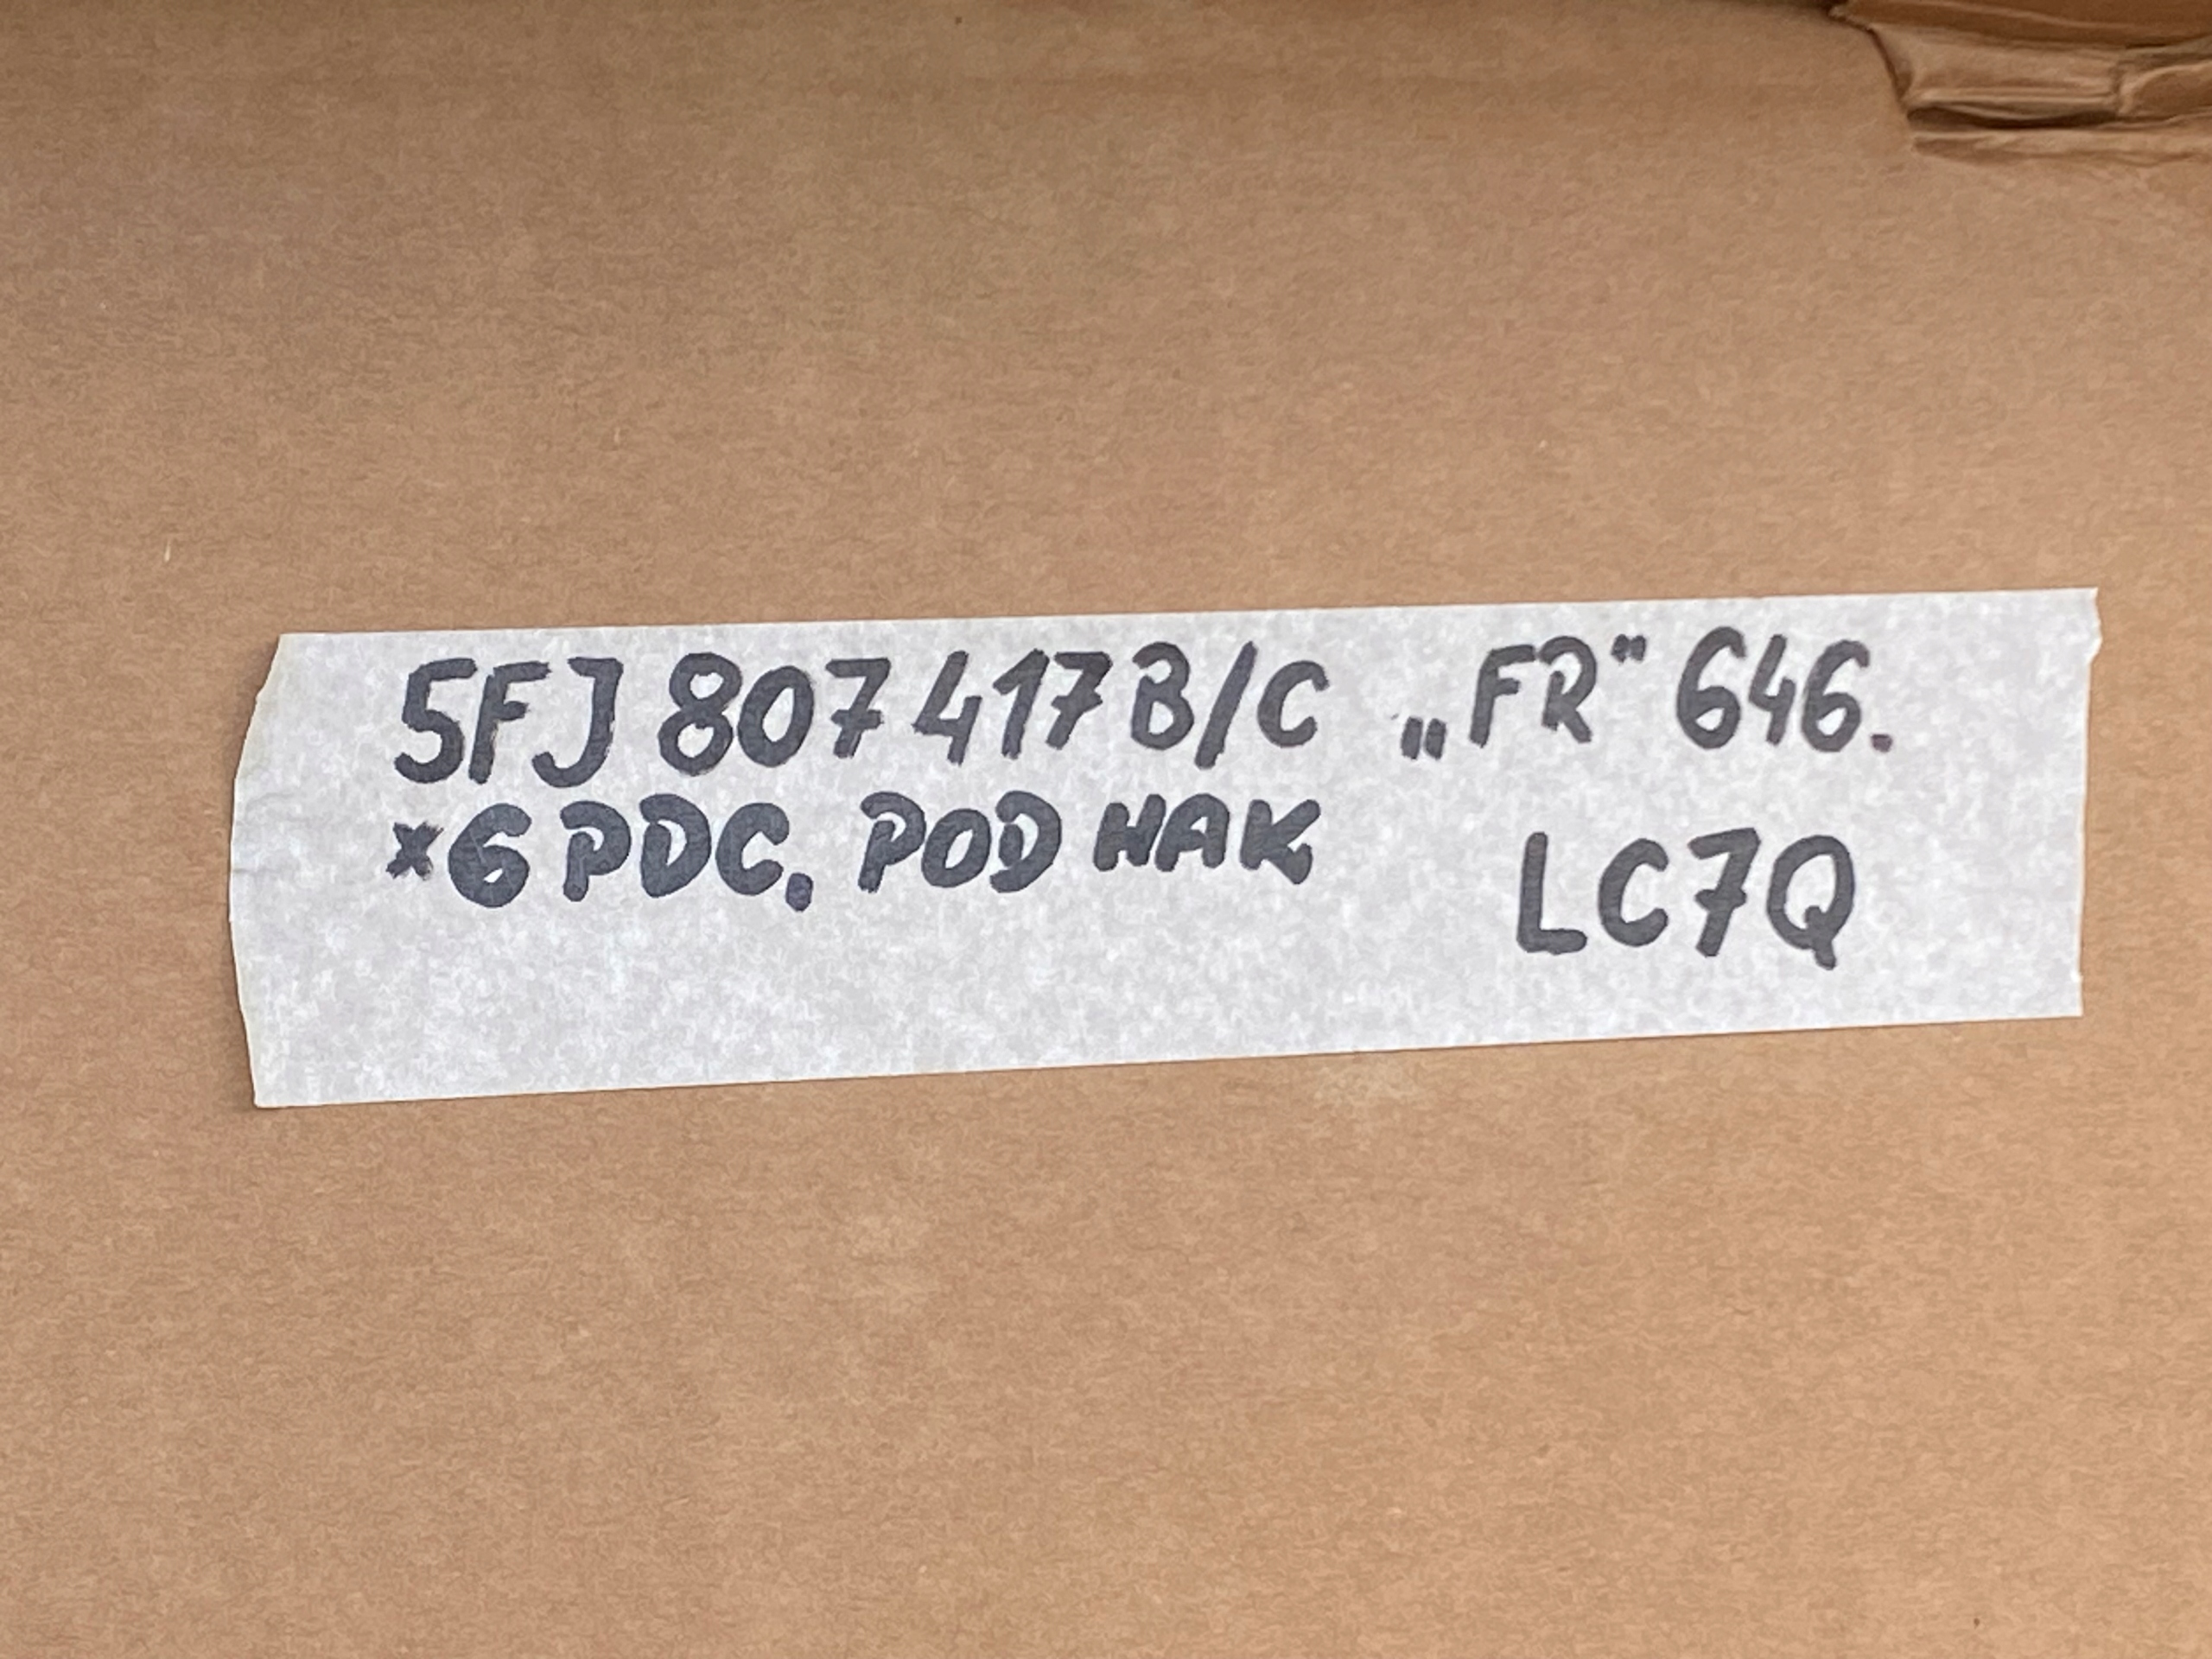 5FJ 807 417 B/C „FR" 646.
×6 PDC, POD HAK
LC7Q